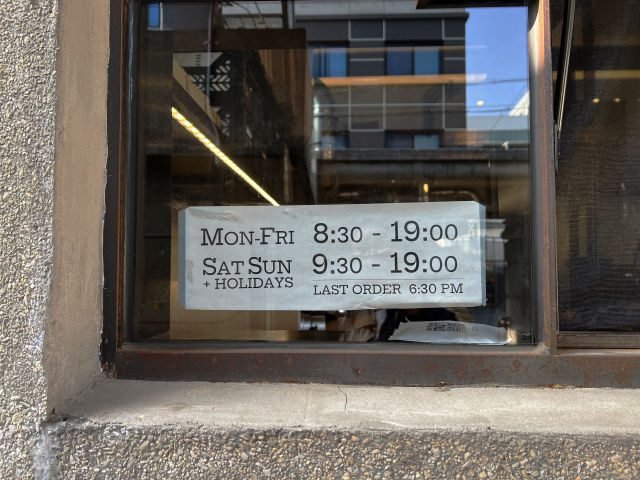 MON-FRI 8:30 - 19:00
SAT SUN 9:30 - 19:00
+ HOLIDAYS LAST ORDER 6:30 PM